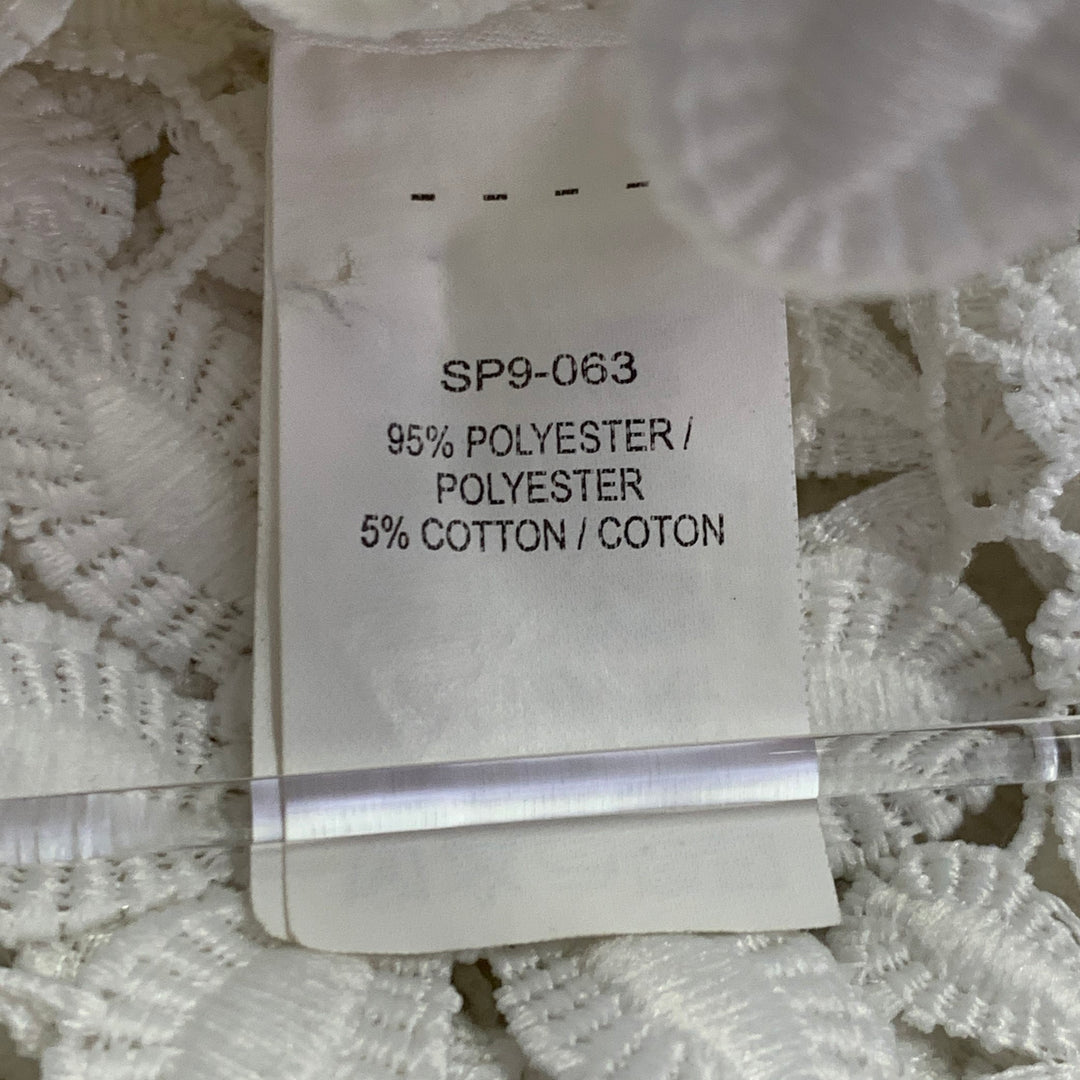 SP9-063
95% POLYESTER /
POLYESTER
5% COTTON / COTON